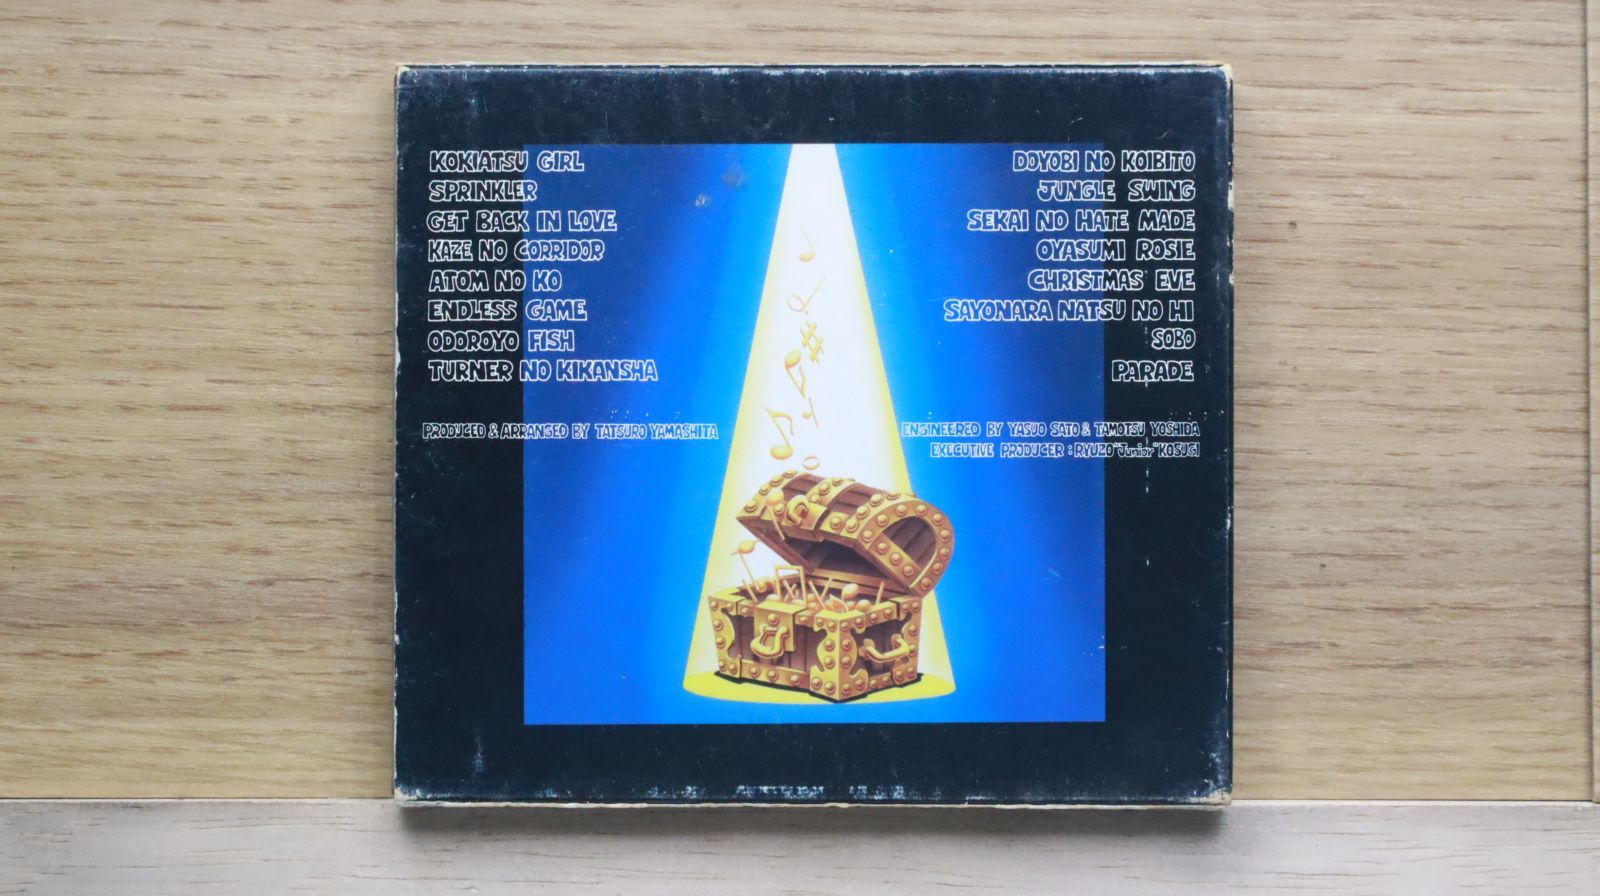 KOKIATSU GIRL
SPRINKLER
GET BACK IN LOVE
KAZE NO CORRIDOR
ATOM NO KO
ENDLESS GAME
ODOROYO FISH
TURNER NO KIKANSHA
PRODUCED & ARRANGED BY TATSURO YAMASHITA
DOYOBI NO KOIBITO
JUNGLE SWING
SEKAI NO HATE MADE
OYASUMI ROSIE
CHRISTMAS EVE
SAYONARA NATSU NO HI
SOBO
PARADE
ENGINEERED BY YASUO SATO & TAMOTSU YOSHIDA
EXECUTIVE PRODUCER : RYUZO "Junior" KOSUGI